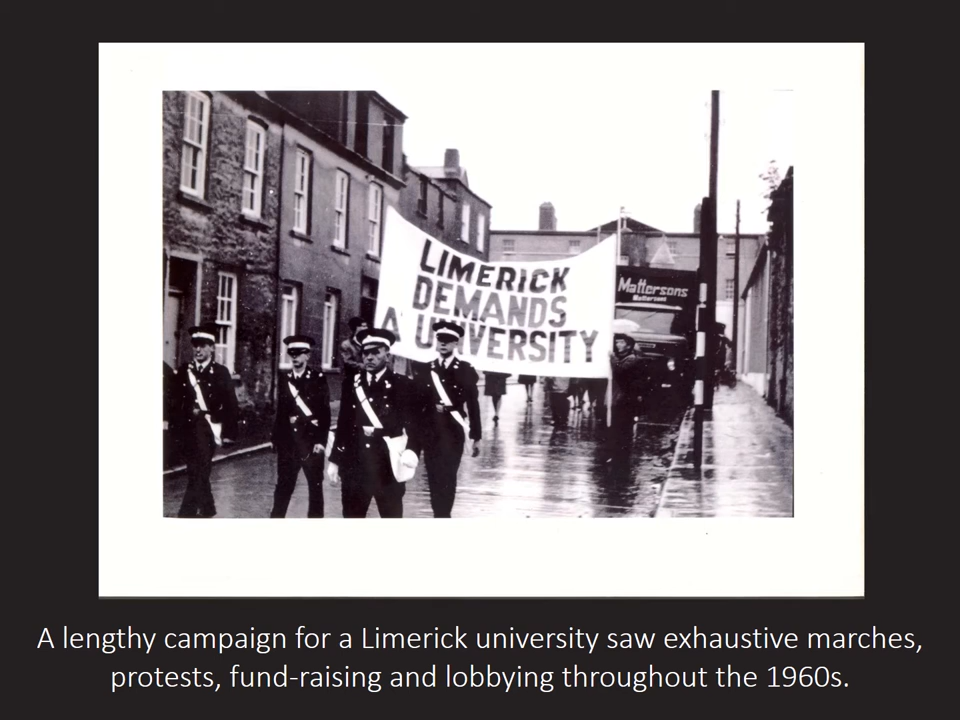 LIMERICK
DEMANDS
A UNIVERSITY
Mattersons
Mattersons
A lengthy campaign for a Limerick university saw exhaustive marches,
protests, fund-raising and lobbying throughout the 1960s.